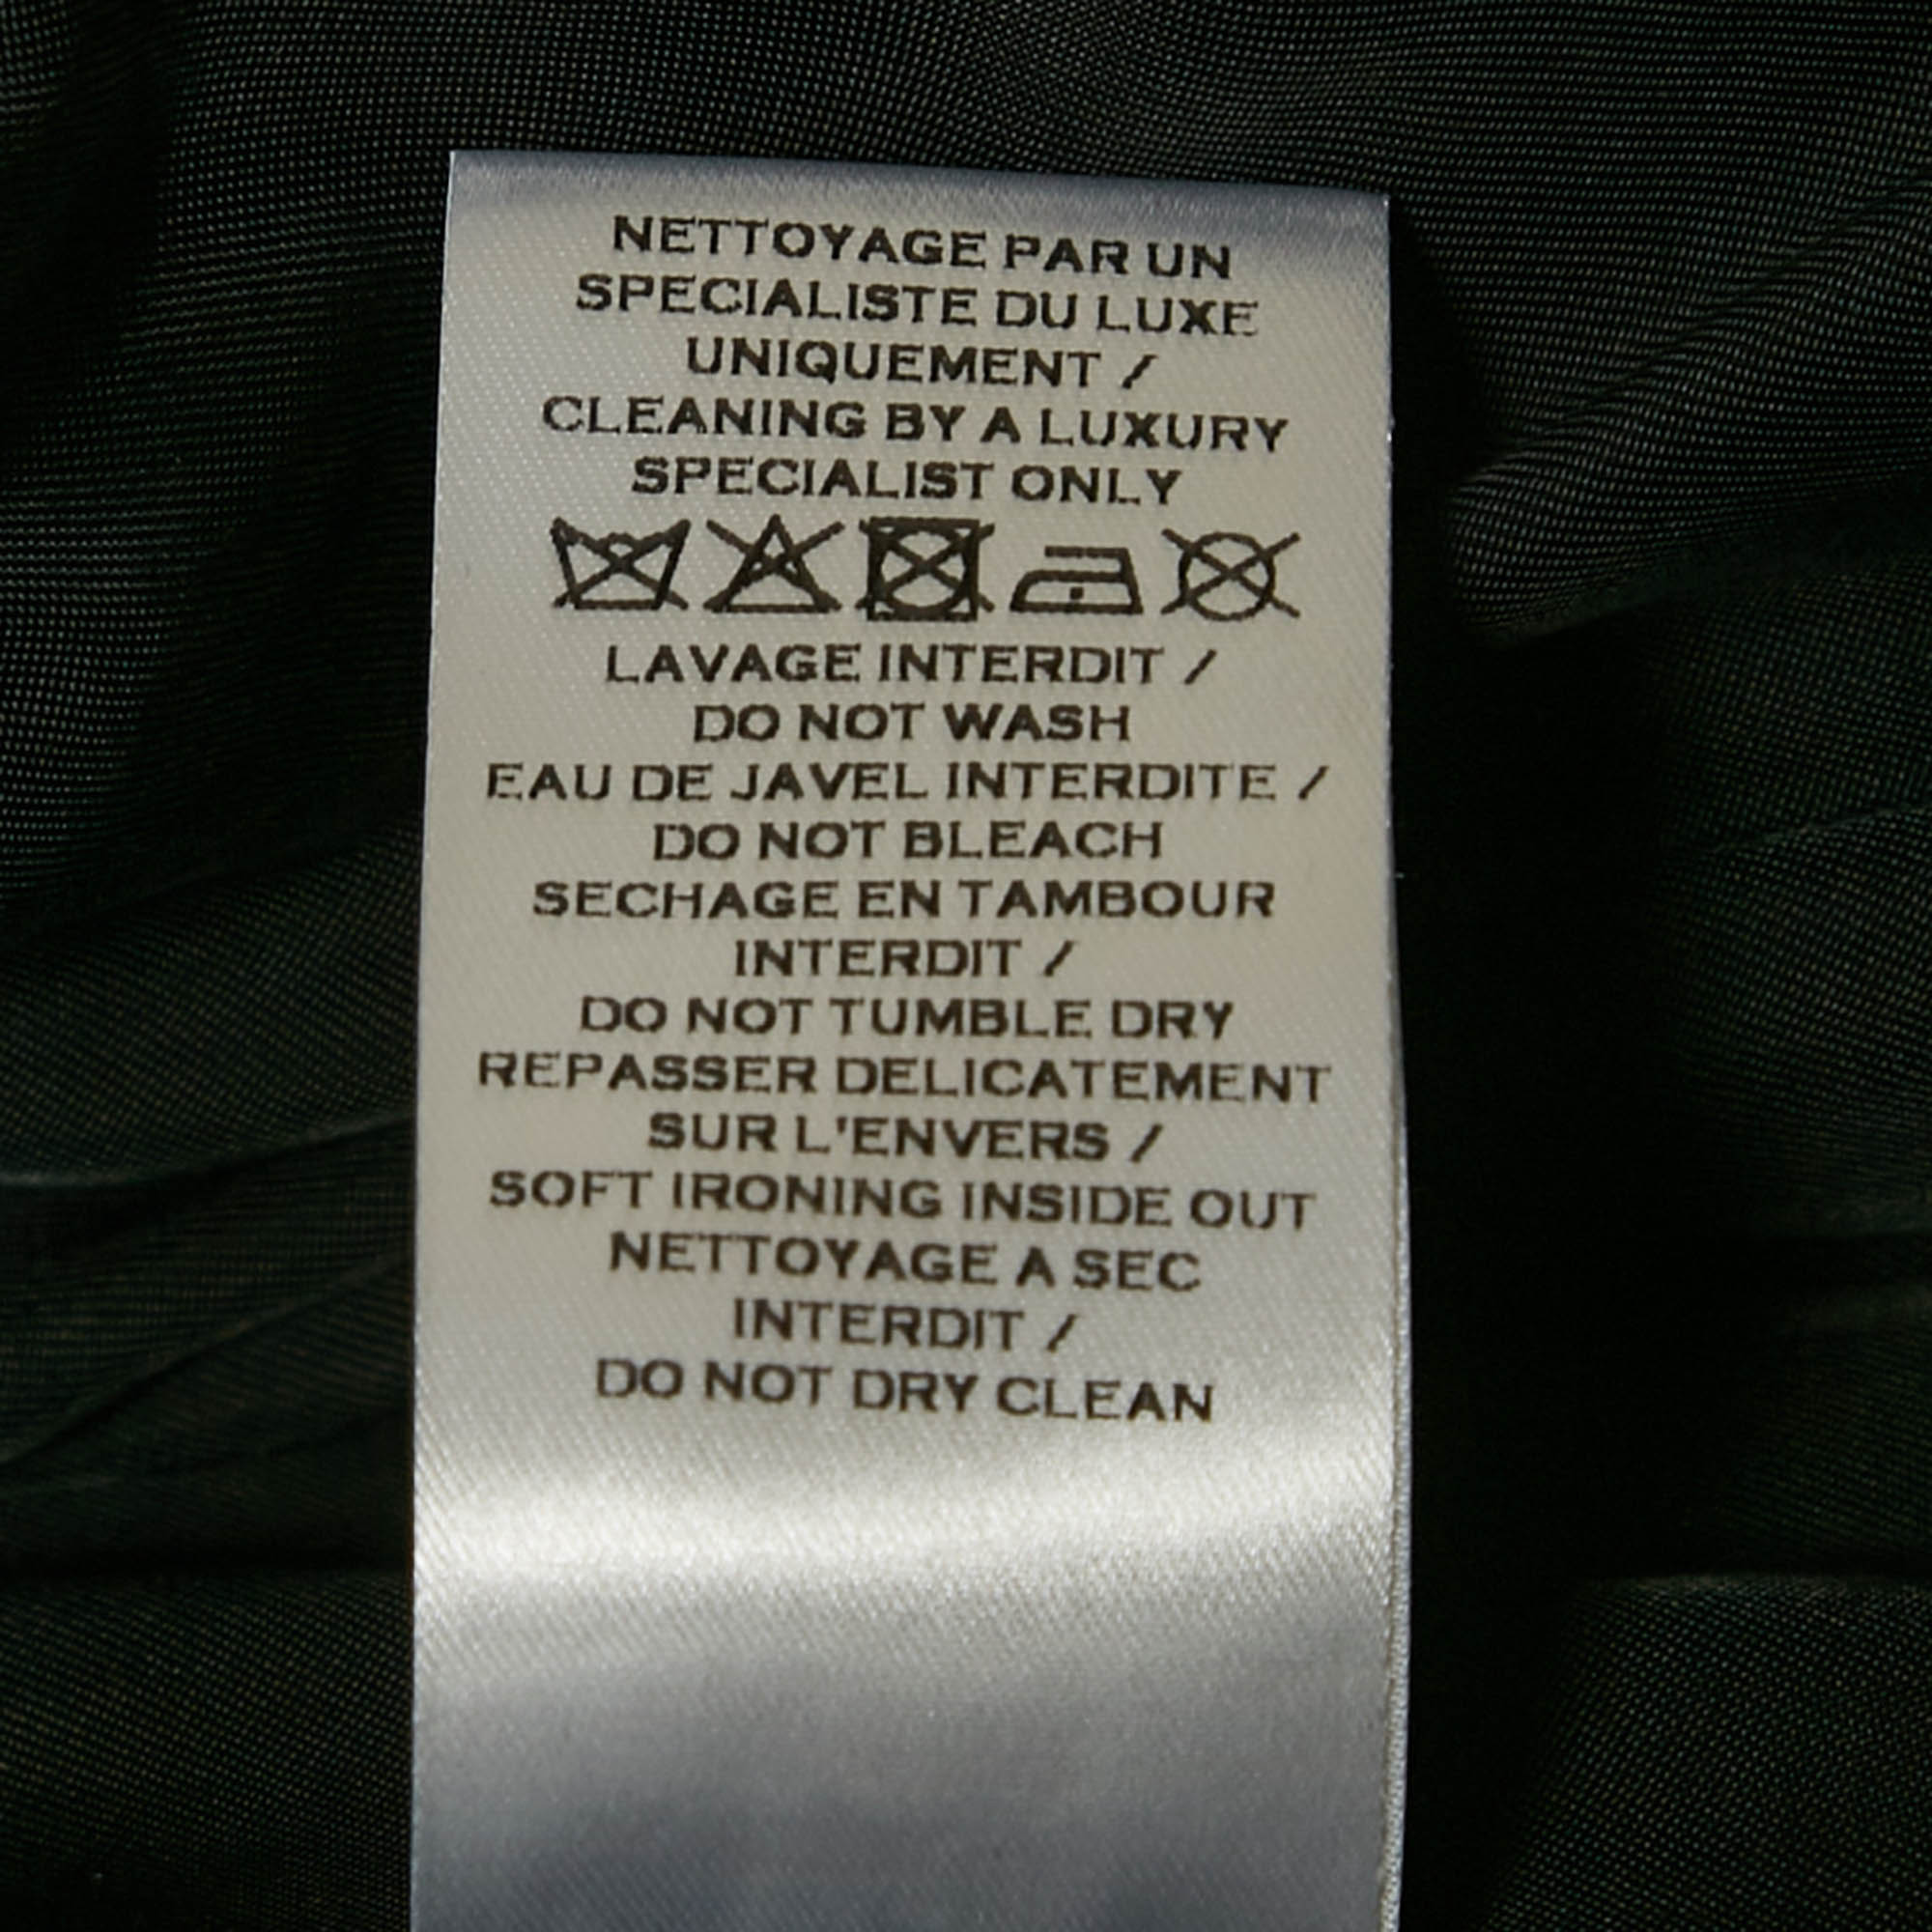 NETTOYAGE PAR UN
SPECIALISTE DU LUXE
UNIQUEMENT /
CLEANING BY A LUXURY
SPECIALIST ONLY
LAVAGE INTERDIT /
DO NOT WASH
EAU DE JAVEL INTERDITE /
DO NOT BLEACH
SECHAGE EN TAMBOUR
INTERDIT /
DO NOT TUMBLE DRY
REPASSER DELICATEMENT
SUR L'ENVERS /
SOFT IRONING INSIDE OUT
NETTOYAGE A SEC
INTERDIT /
DO NOT DRY CLEAN